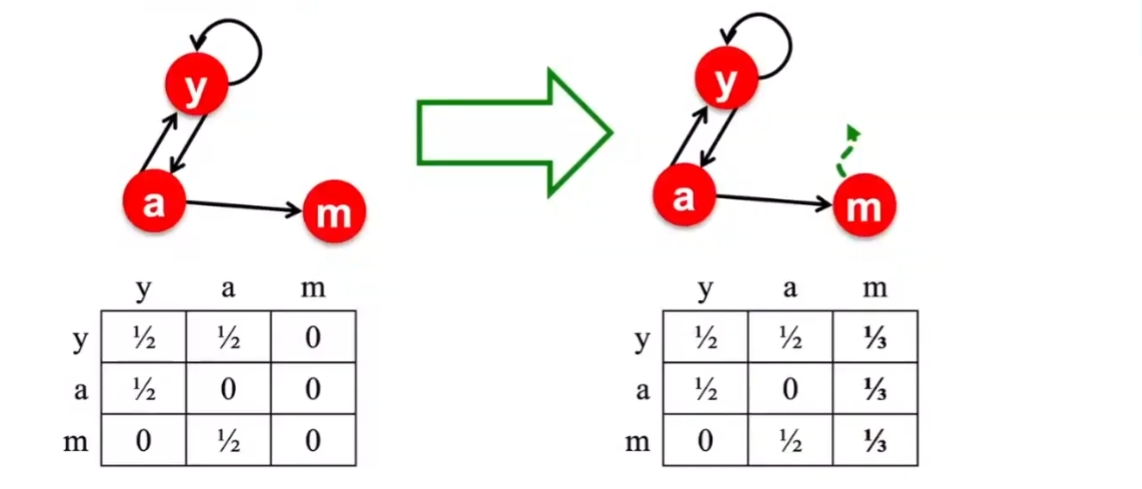 y
a
m
y a m
y ½ ½ 0
a ½ 0 0
m 0 ½ 0
y
a
m
y a m
y ½ ½ ⅓
a ½ 0 ⅓
m 0 ½ ⅓